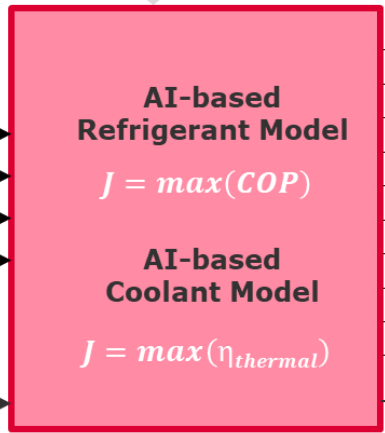 AI-based
Refrigerant Model
J = max(COP)
AI-based
Coolant Model
J = max(η_thermal)